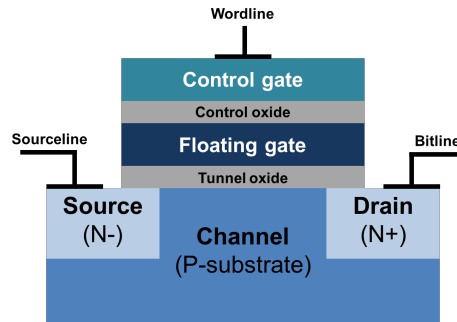 Wordline
Control gate
Control oxide
Sourceline
Floating gate
Bitline
Tunnel oxide
Source
(N-)
Channel
(P-substrate)
Drain
(N+)